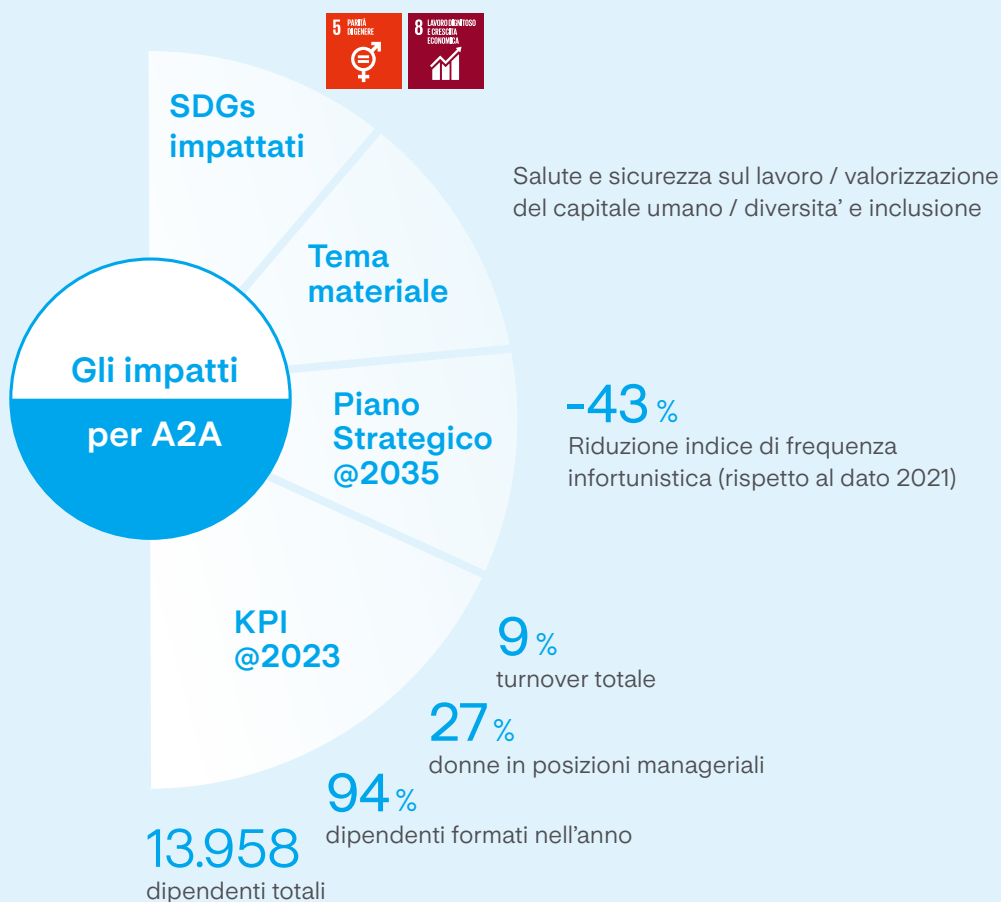 5 PARITÀ
DI GENERE
8 LAVORO DIGNITOSO
E CRESCITA
ECONOMICA
SDGs
impattati
Salute e sicurezza sul lavoro / valorizzazione
del capitale umano / diversita' e inclusione
Tema
materiale
Gli impatti
per A2A
Piano
Strategico
@2035
-43 %
Riduzione indice di frequenza
infortunistica (rispetto al dato 2021)
KPI
@2023
9 %
turnover totale
27 %
donne in posizioni manageriali
94 %
dipendenti formati nell'anno
13.958
dipendenti totali